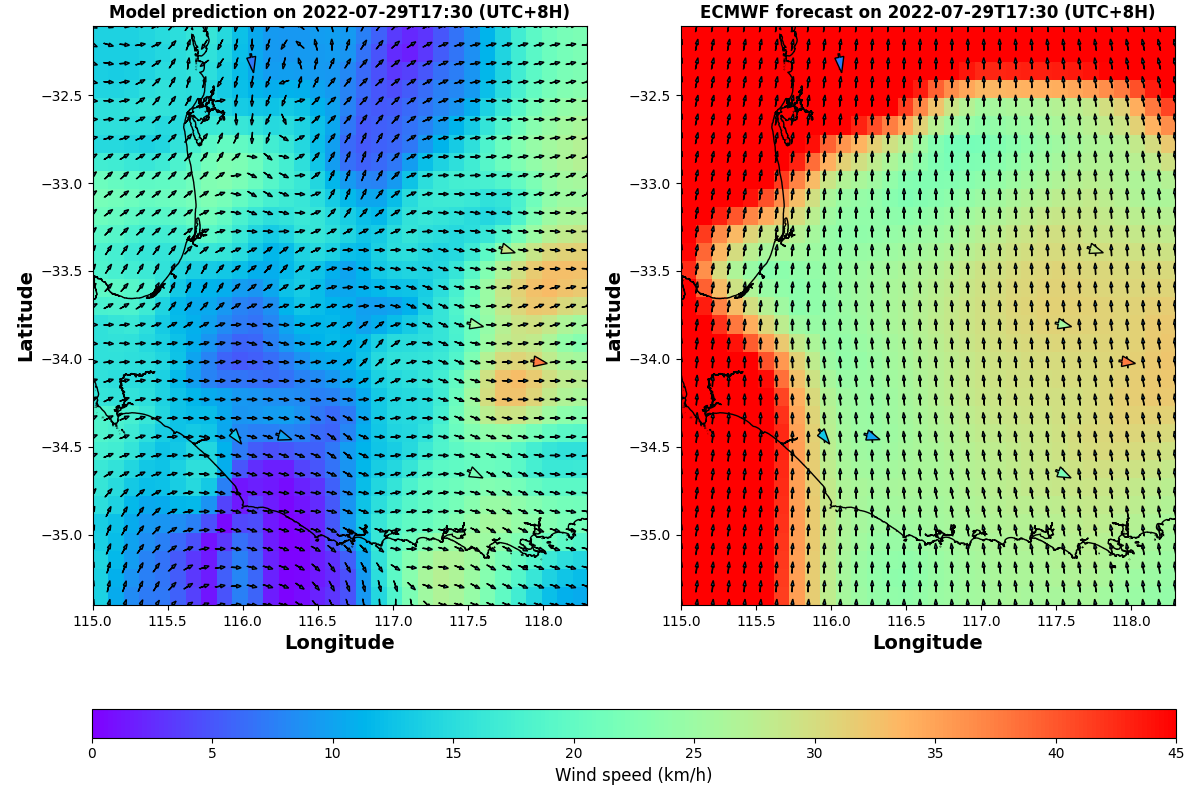 Model prediction on 2022-07-29T17:30 (UTC+8H)
ECMWF forecast on 2022-07-29T17:30 (UTC+8H)
−32.5
−33.0
−33.5
−34.0
−34.5
−35.0
Latitude
−32.5
−33.0
−33.5
−34.0
−34.5
−35.0
Latitude
115.0 115.5 116.0 116.5 117.0 117.5 118.0
Longitude
115.0 115.5 116.0 116.5 117.0 117.5 118.0
Longitude
0 5 10 15 20 25 30 35 40 45
Wind speed (km/h)